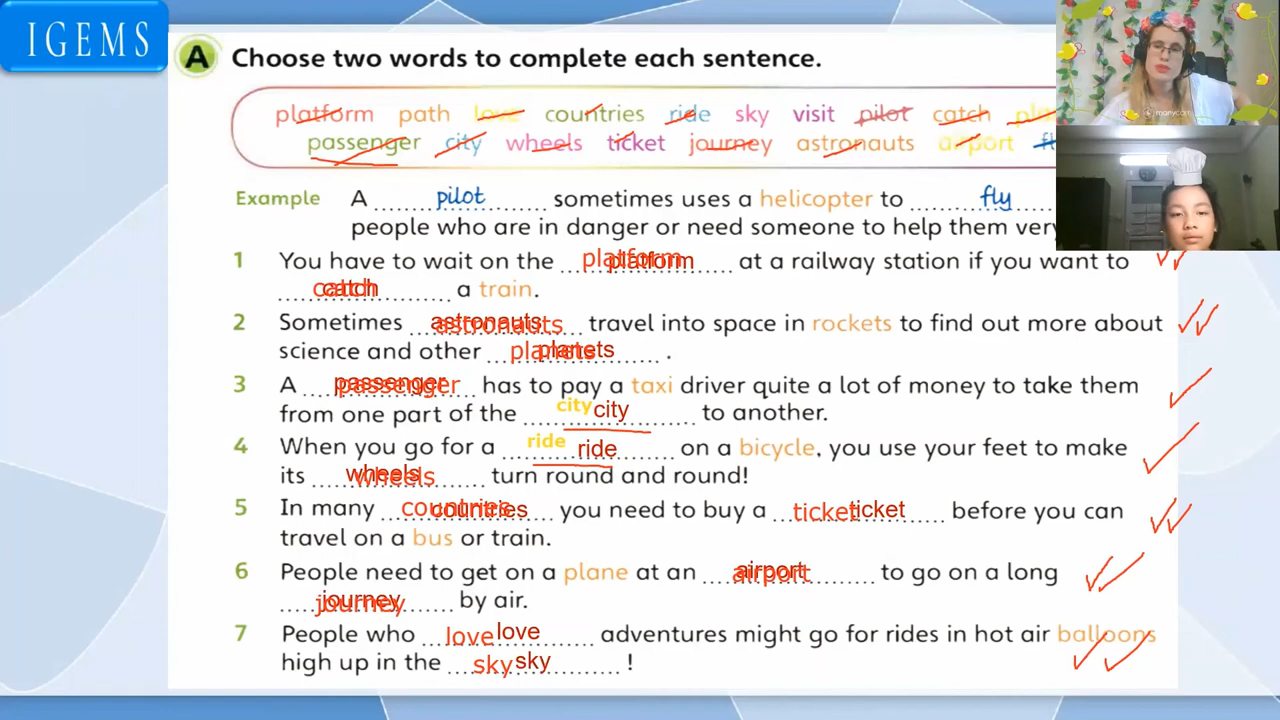 IGEMS
A Choose two words to complete each sentence.
platform path love countries ride sky visit pilot catch
passenger city wheels ticket journey astronauts airport
Example A pilot sometimes uses a helicopter to fly
people who are in danger or need someone to help them
manycam
1 You have to wait on the platform platform at a railway station if you want to
catch catch a train.
2 Sometimes astronauts astronauts travel into space in rockets to find out more about
science and other planets planets .
3 A passenger passenger has to pay a taxi driver quite a lot of money to take them
from one part of the city city to another.
4 When you go for a ride ride on a bicycle, you use your feet to make
its wheels wheels turn round and round!
5 In many countries countries you need to buy a ticket ticket before you can
travel on a bus or train.
6 People need to get on a plane at an airport airport to go on a long
journey journey by air.
7 People who love love adventures might go for rides in hot air balloons
high up in the sky sky !